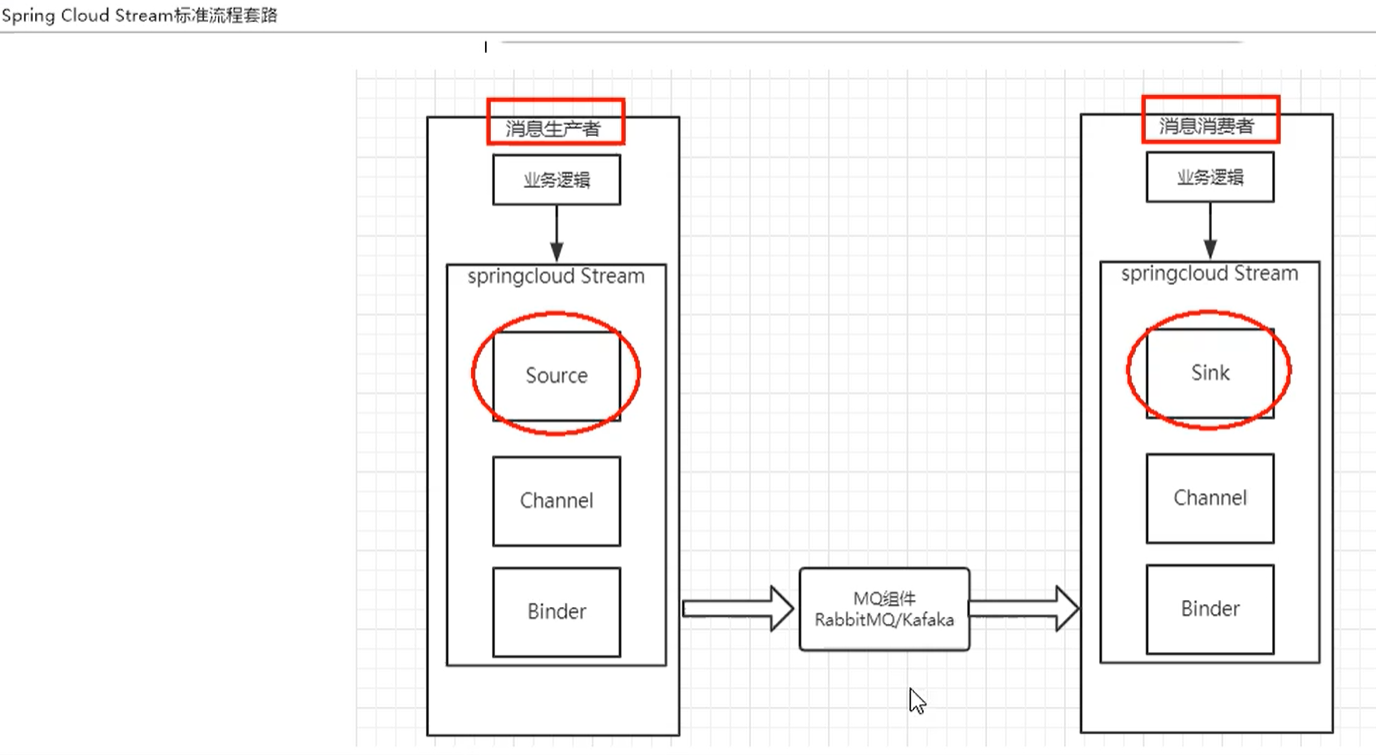 Spring Cloud Stream标准流程套路
消息生产者
业务逻辑
springcloud Stream
Source
Channel
Binder
MQ组件
RabbitMQ/Kafaka
消息消费者
业务逻辑
springcloud Stream
Sink
Channel
Binder